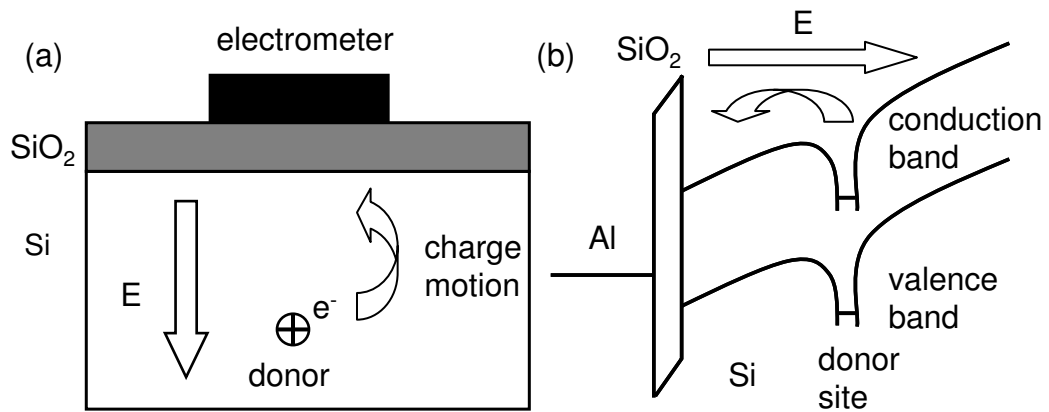 (a)
electrometer
SiO₂
Si
E
e⁻
donor
charge
motion
(b)
SiO₂
E
conduction
band
Al
valence
band
Si
donor
site